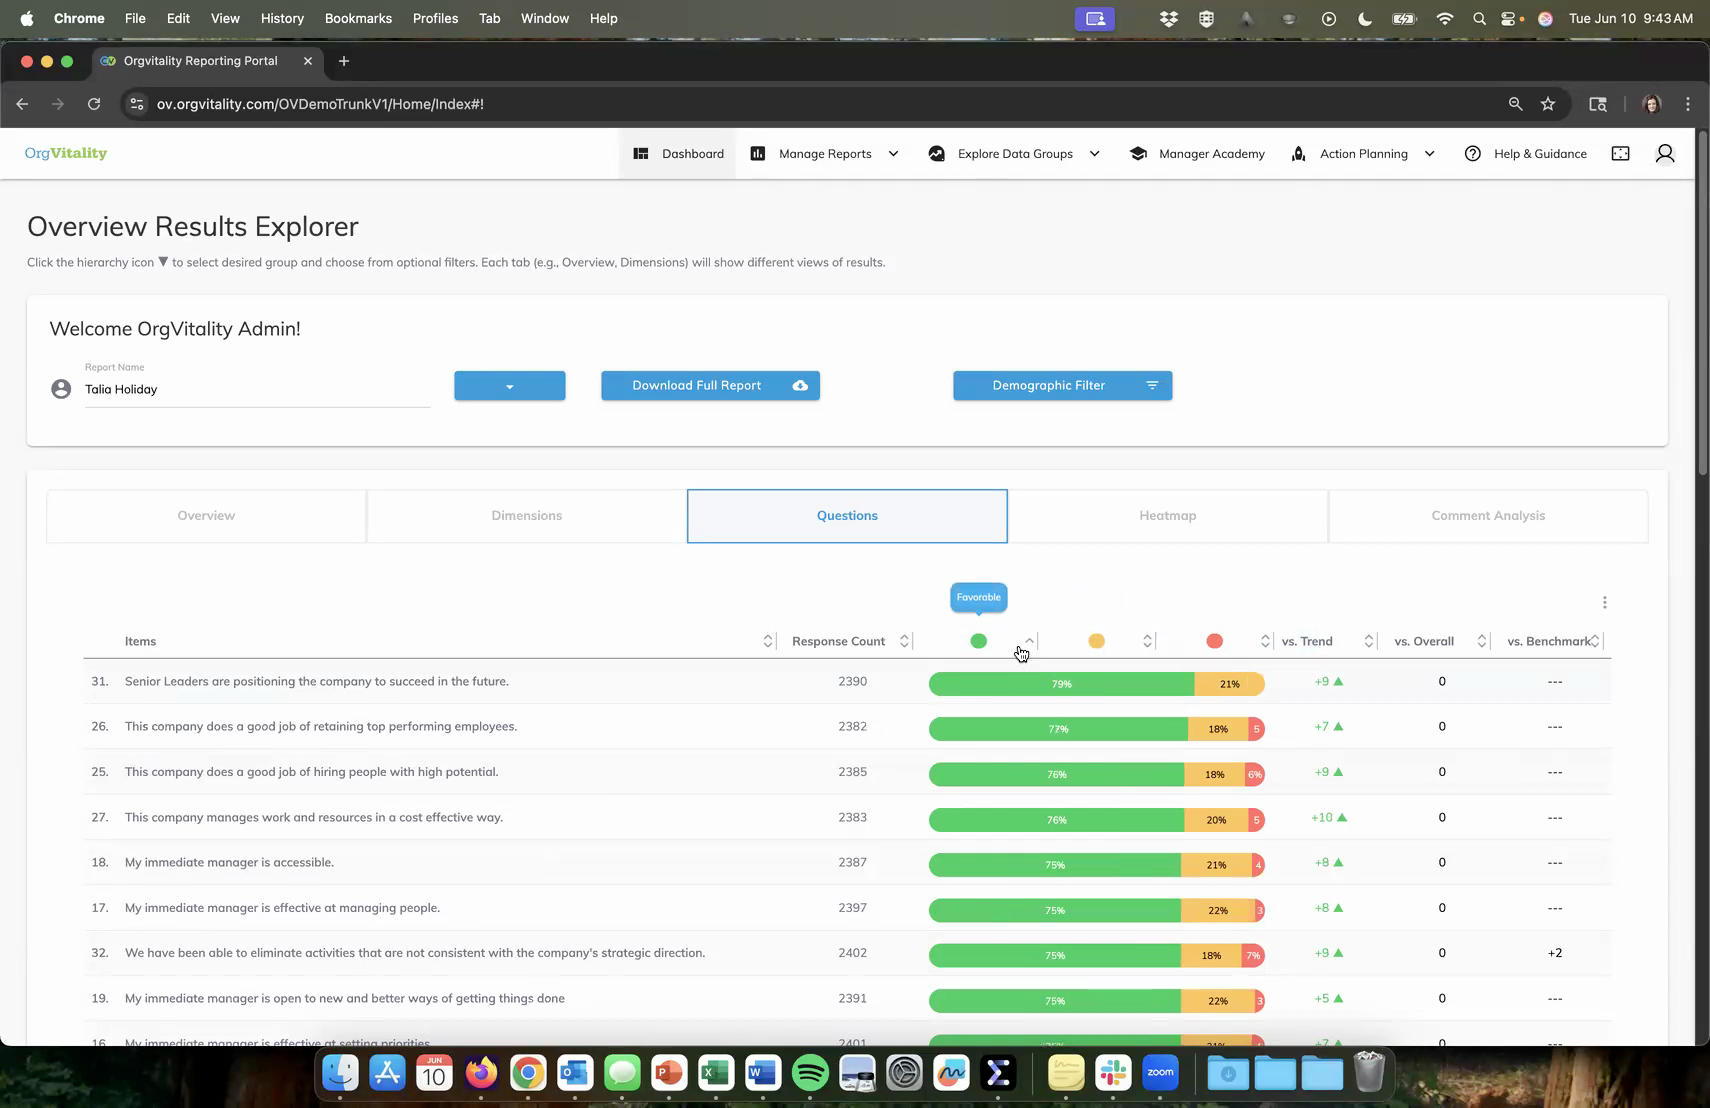 Chrome File Edit View History Bookmarks Profiles Tab Window Help Tue Jun 10 9:43 AM
Orgvitality Reporting Portal
ov.orgvitality.com/OVDemoTrunkV1/Home/Index#!
OrgVitality Dashboard Manage Reports Explore Data Groups Manager Academy Action Planning Help & Guidance
Overview Results Explorer
Click the hierarchy icon ▼ to select desired group and choose from optional filters. Each tab (e.g., Overview, Dimensions) will show different views of results.
Welcome OrgVitality Admin!
Report Name
Talia Holiday
Download Full Report
Demographic Filter
Overview Dimensions Questions Heatmap Comment Analysis
Favorable
Items Response Count vs. Trend vs. Overall vs. Benchmark
31. Senior Leaders are positioning the company to succeed in the future. 2390 79% 21% +9 ▲ 0 ---
26. This company does a good job of retaining top performing employees. 2382 77% 18% 5 +7 ▲ 0 ---
25. This company does a good job of hiring people with high potential. 2385 76% 18% 6% +9 ▲ 0 ---
27. This company manages work and resources in a cost effective way. 2383 76% 20% 5 +10 ▲ 0 ---
18. My immediate manager is accessible. 2387 75% 21% 4 +8 ▲ 0 ---
17. My immediate manager is effective at managing people. 2397 75% 22% 3 +8 ▲ 0 ---
32. We have been able to eliminate activities that are not consistent with the company's strategic direction. 2402 75% 18% 7% +9 ▲ 0 +2
19. My immediate manager is open to new and better ways of getting things done 2391 75% 22% 3 +5 ▲ 0 ---
16. My immediate manager is effective at setting priorities. 2401 21% +7 ▲ 0 ---
JUN
10
zoom